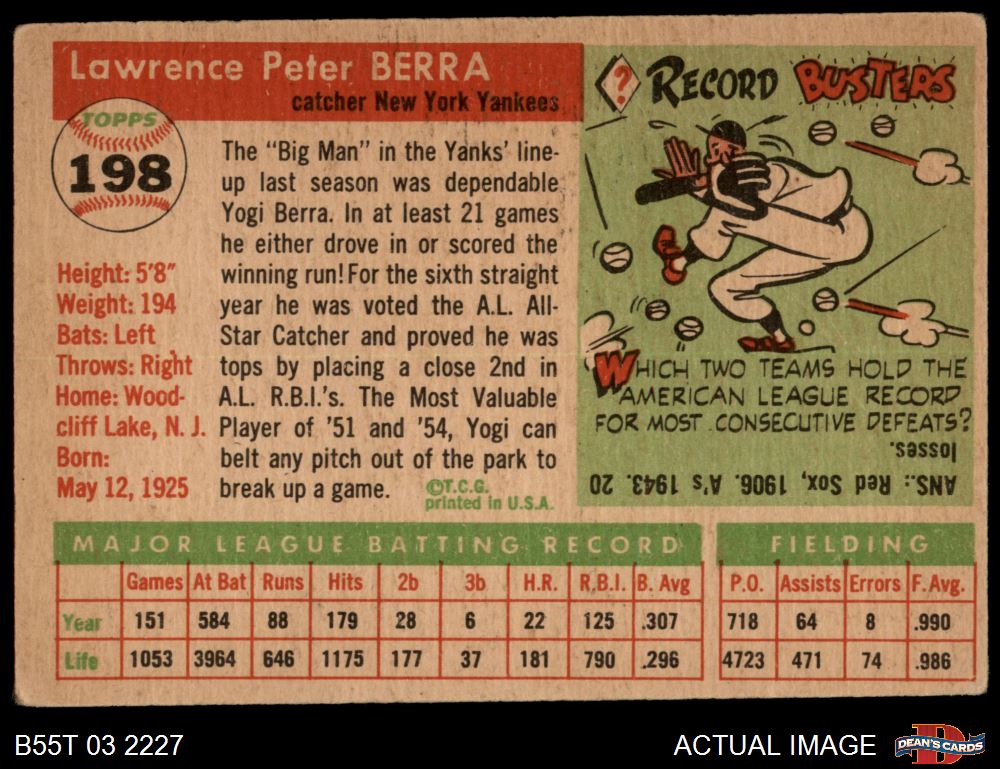 Lawrence Peter BERRA
catcher New York Yankees
TOPPS
198
Height: 5'8"
Weight: 194
Bats: Left
Throws: Right
Home: Wood-
cliff Lake, N. J.
Born:
May 12, 1925
The "Big Man" in the Yanks' line-
up last season was dependable
Yogi Berra. In at least 21 games
he either drove in or scored the
winning run! For the sixth straight
year he was voted the A.L. All-
Star Catcher and proved he was
tops by placing a close 2nd in
A.L. R.B.I.'s. The Most Valuable
Player of '51 and '54, Yogi can
belt any pitch out of the park to
break up a game.
©T.C.G.
printed in U.S.A.
? RECORD BUSTERS
WHICH TWO TEAMS HOLD THE
AMERICAN LEAGUE RECORD
FOR MOST CONSECUTIVE DEFEATS?
ANS.: Red Sox, 1906. A's 1943. 20
losses.
MAJOR LEAGUE BATTING RECORD
Games At Bat Runs Hits 2b 3b H.R. R.B.I. B. Avg
Year 151 584 88 179 28 6 22 125 .307
Life 1053 3964 646 1175 177 37 181 790 .296
FIELDING
P.O. Assists Errors F. Avg.
718 64 8 .990
4723 471 74 .986
B55T 03 2227
ACTUAL IMAGE
D
DEAN'S CARDS